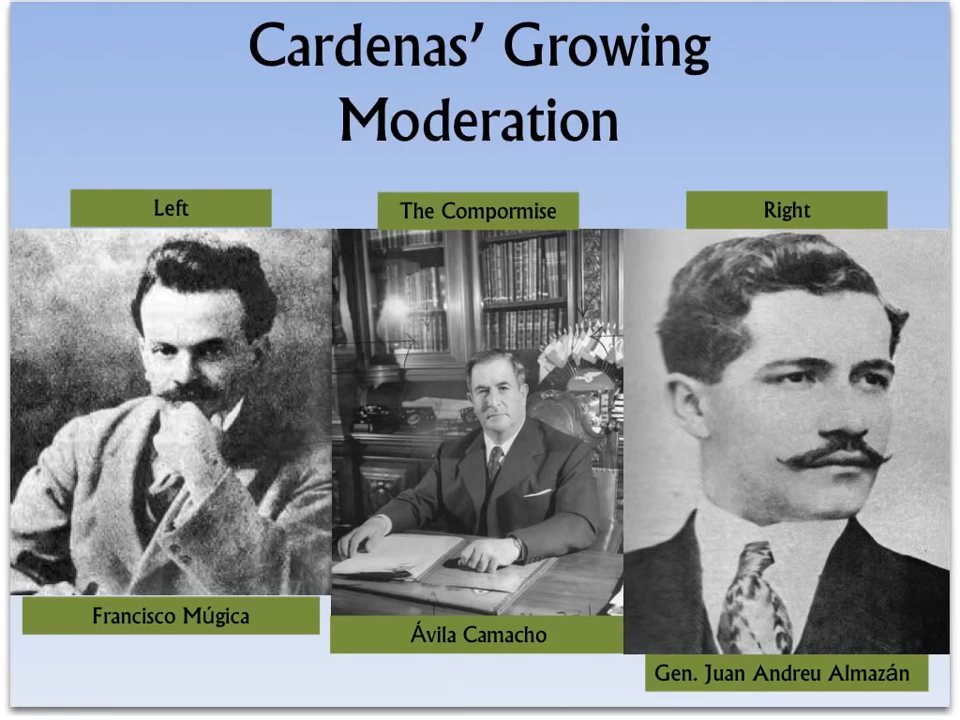 Cardenas’ Growing
Moderation
Left
The Compormise
Right
Francisco Múgica
Ávila Camacho
Gen. Juan Andreu Almazán